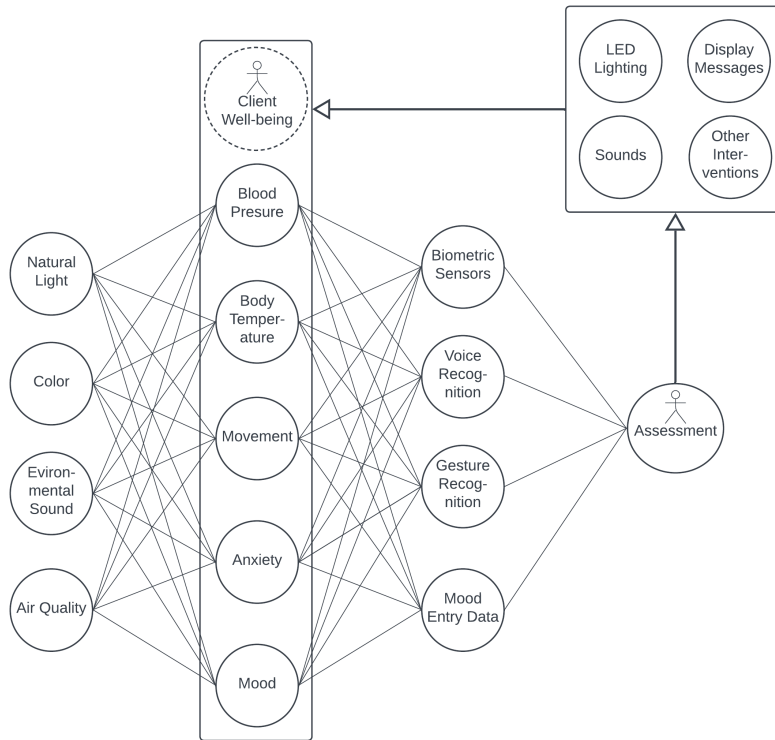 Client
Well-being
LED
Lighting
Display
Messages
Sounds
Other
Inter-
ventions
Natural
Light
Color
Eviron-
mental
Sound
Air Quality
Blood
Presure
Body
Temper-
ature
Movement
Anxiety
Mood
Biometric
Sensors
Voice
Recog-
nition
Gesture
Recog-
nition
Mood
Entry Data
Assessment